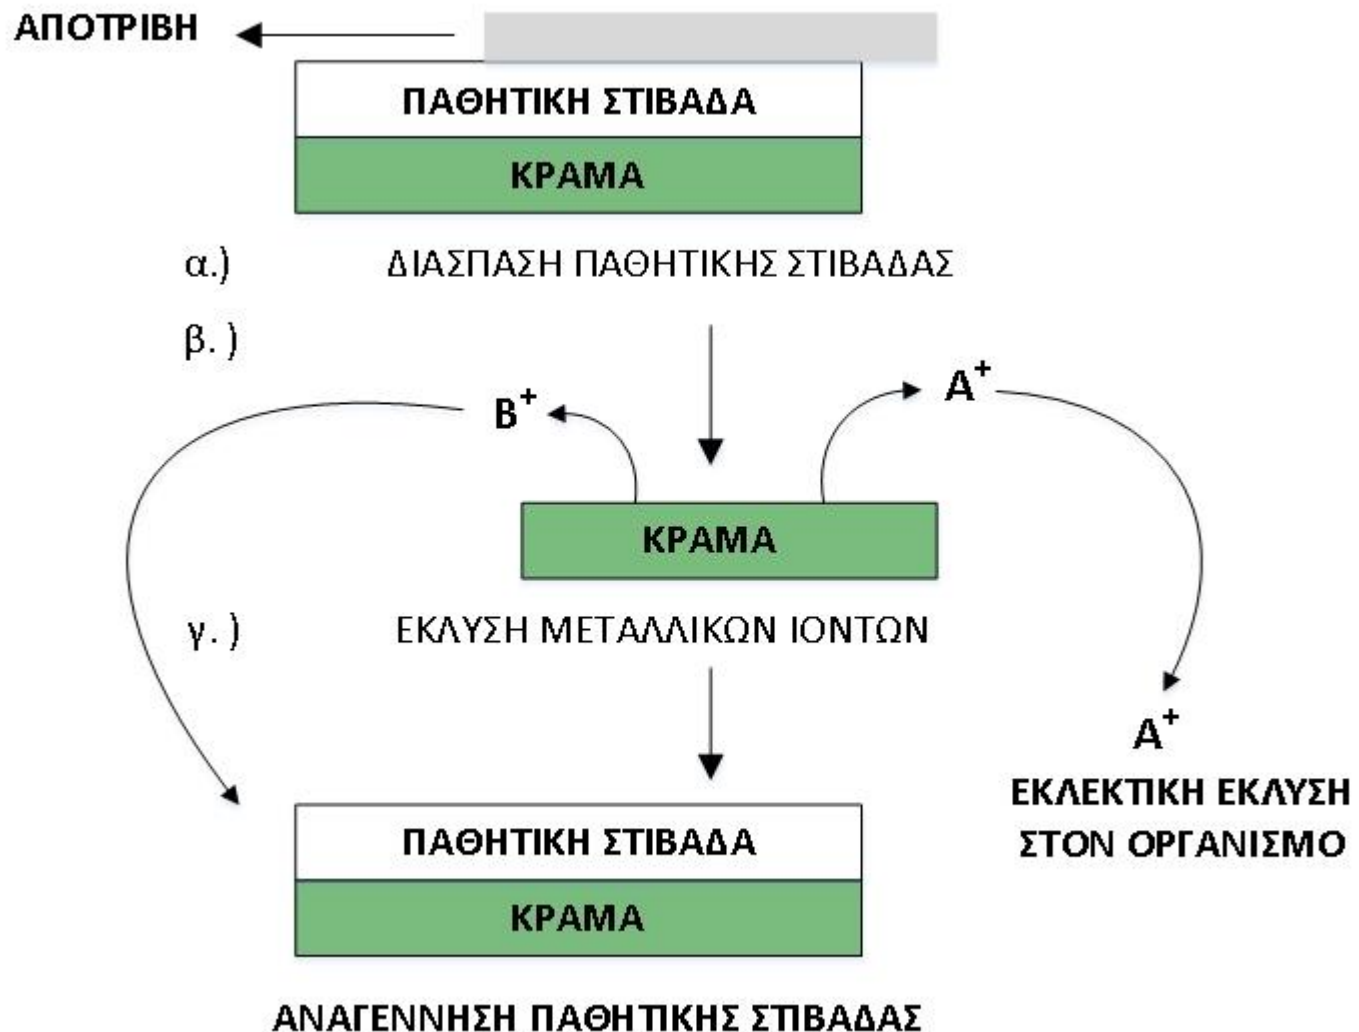 ΑΠΟΤΡΙΒΗ
ΠΑΘΗΤΙΚΗ ΣΤΙΒΑΔΑ
ΚΡΑΜΑ
α.) ΔΙΑΣΠΑΣΗ ΠΑΘΗΤΙΚΗΣ ΣΤΙΒΑΔΑΣ
β. )
Β⁺ Α⁺
ΚΡΑΜΑ
γ. ) ΕΚΛΥΣΗ ΜΕΤΑΛΛΙΚΩΝ ΙΟΝΤΩΝ
Α⁺
ΕΚΛΕΚΤΙΚΗ ΕΚΛΥΣΗ
ΣΤΟΝ ΟΡΓΑΝΙΣΜΟ
ΠΑΘΗΤΙΚΗ ΣΤΙΒΑΔΑ
ΚΡΑΜΑ
ΑΝΑΓΕΝΝΗΣΗ ΠΑΘΗΤΙΚΗΣ ΣΤΙΒΑΔΑΣ